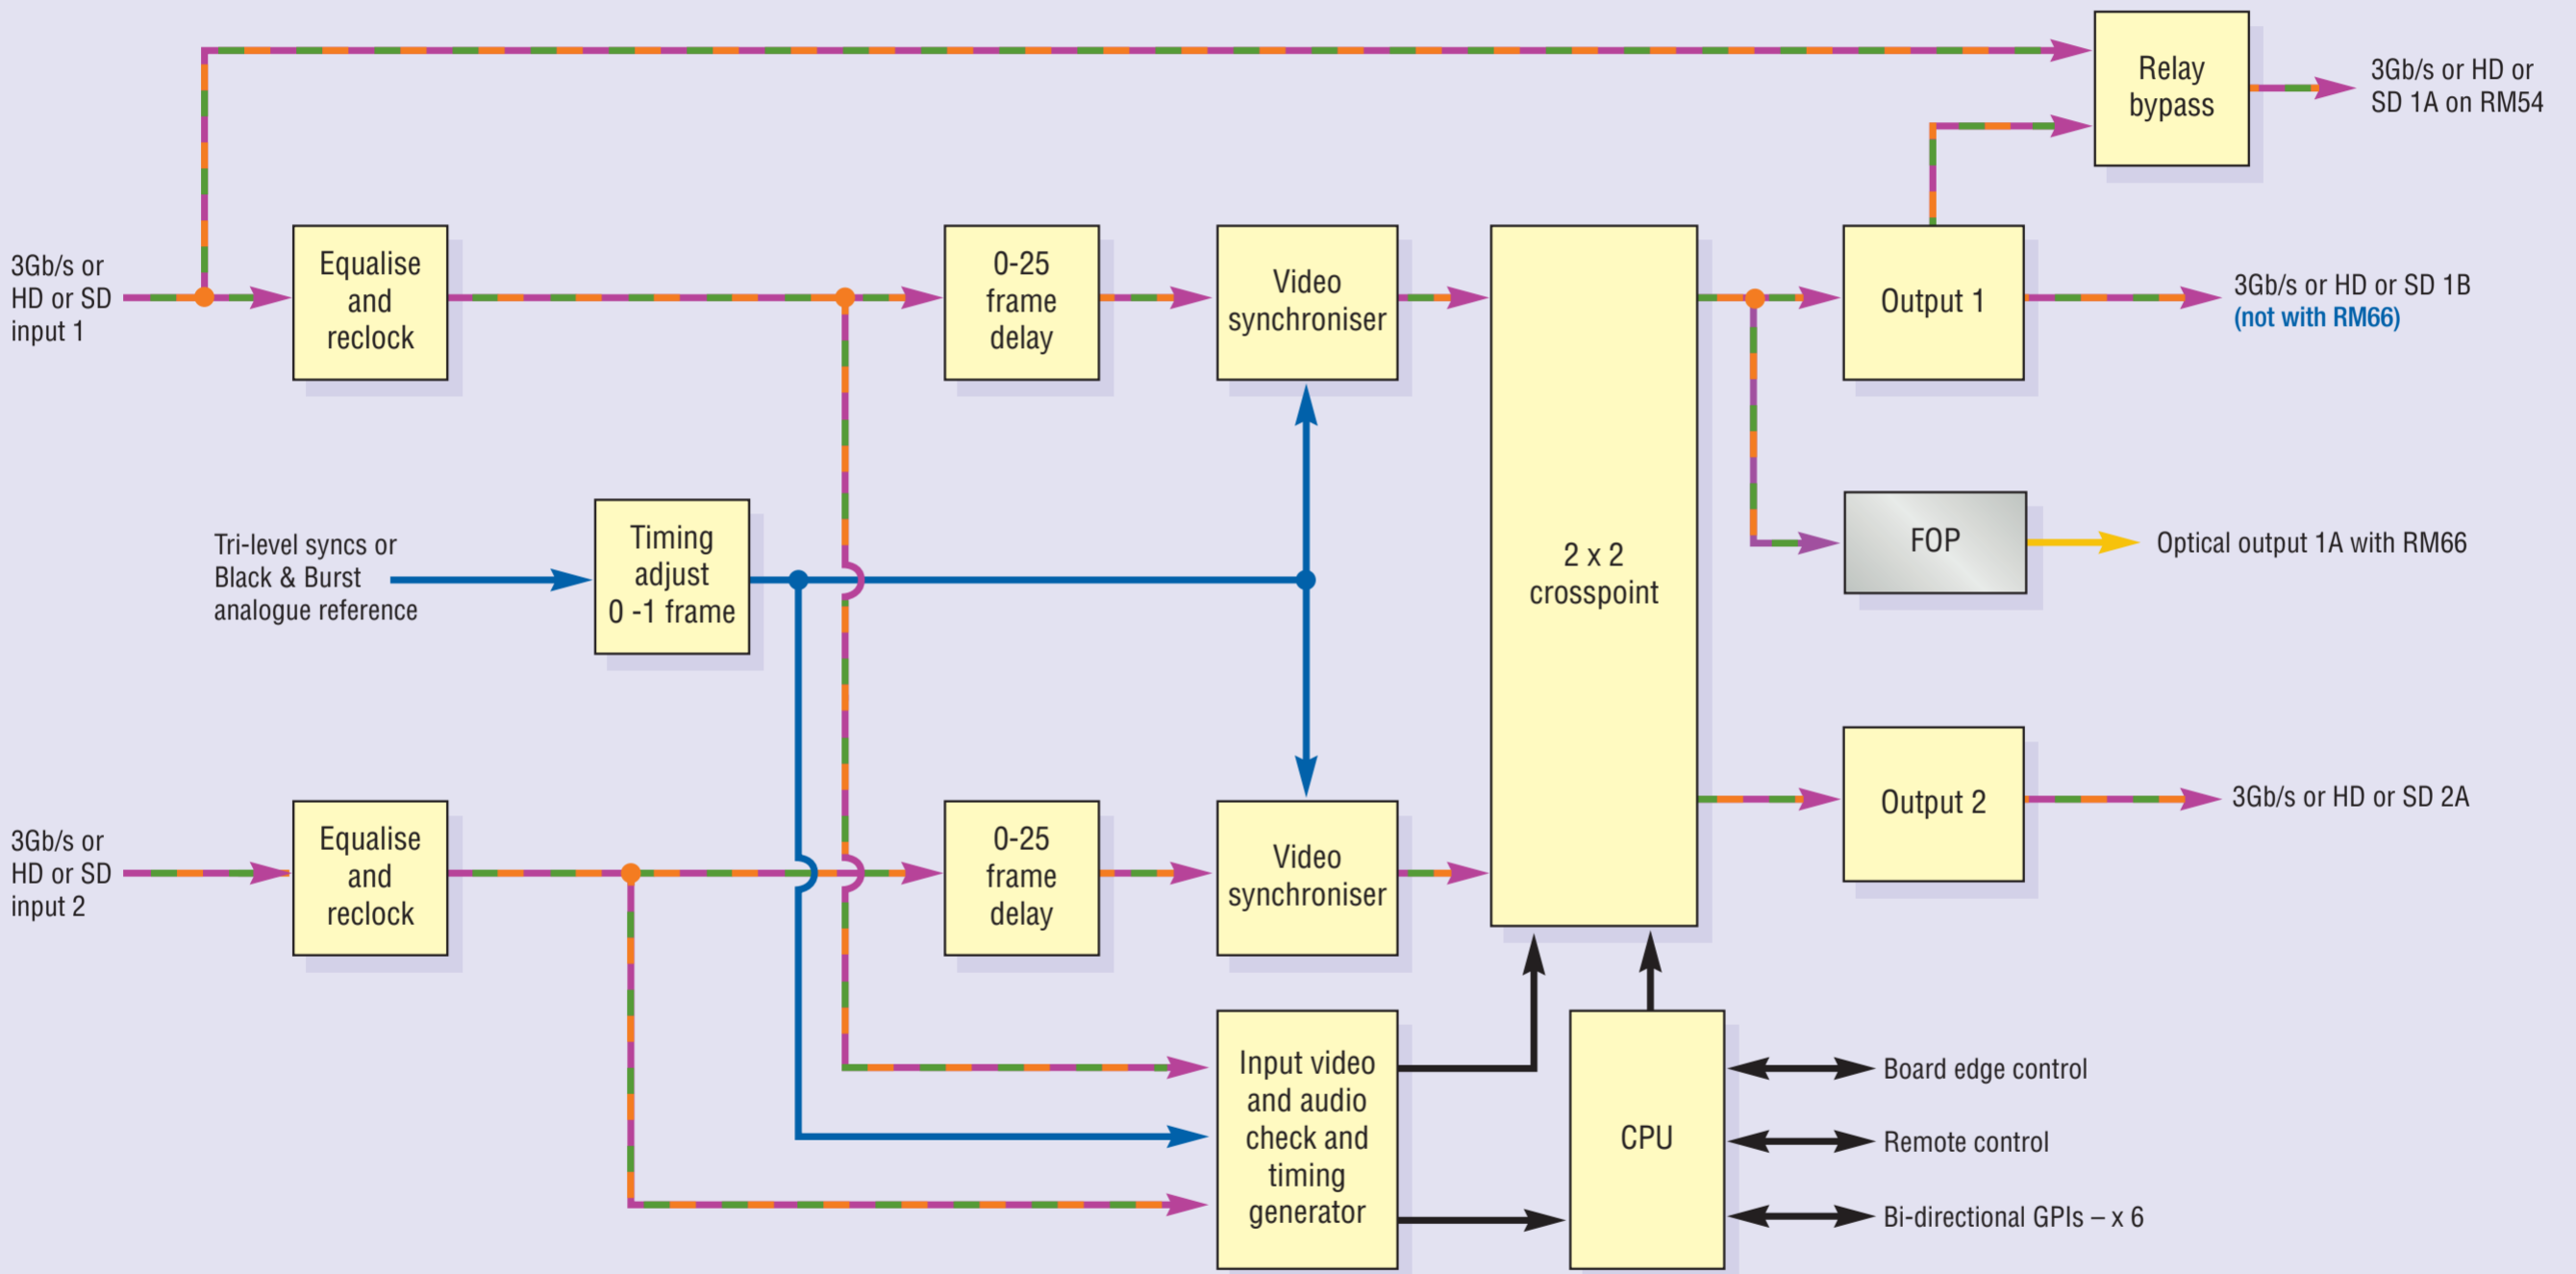 Relay
bypass
3Gb/s or HD or
SD 1A on RM54
3Gb/s or
HD or SD
input 1
Equalise
and
reclock
0-25
frame
delay
Video
synchroniser
2 x 2
crosspoint
Output 1
3Gb/s or HD or SD 1B
(not with RM66)
Tri-level syncs or
Black & Burst
analogue reference
Timing
adjust
0 -1 frame
FOP
Optical output 1A with RM66
3Gb/s or
HD or SD
input 2
Equalise
and
reclock
0-25
frame
delay
Video
synchroniser
Output 2
3Gb/s or HD or SD 2A
Input video
and audio
check and
timing
generator
CPU
Board edge control
Remote control
Bi-directional GPIs – x 6